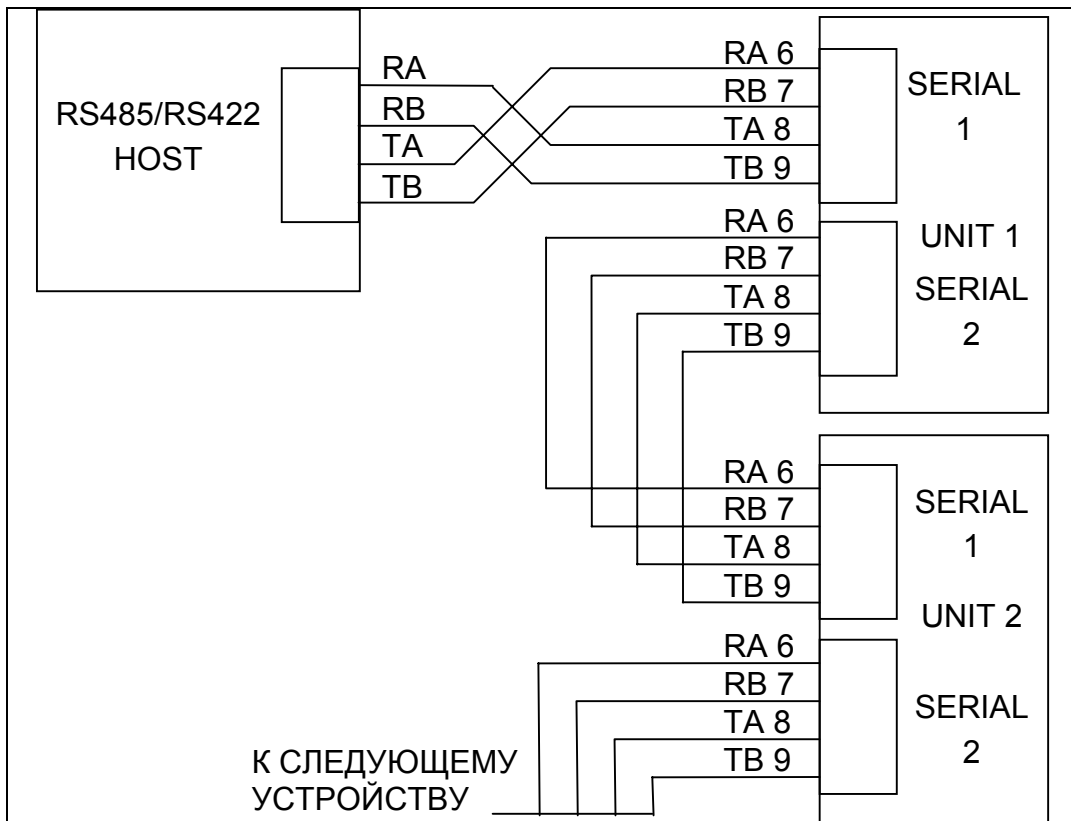 RS485/RS422
HOST
RA
RB
TA
TB
RA 6
RB 7
TA 8
TB 9
SERIAL
1
UNIT 1
RA 6
RB 7
TA 8
TB 9
SERIAL
2
RA 6
RB 7
TA 8
TB 9
SERIAL
1
UNIT 2
RA 6
RB 7
TA 8
TB 9
SERIAL
2
К СЛЕДУЮЩЕМУ
УСТРОЙСТВУ